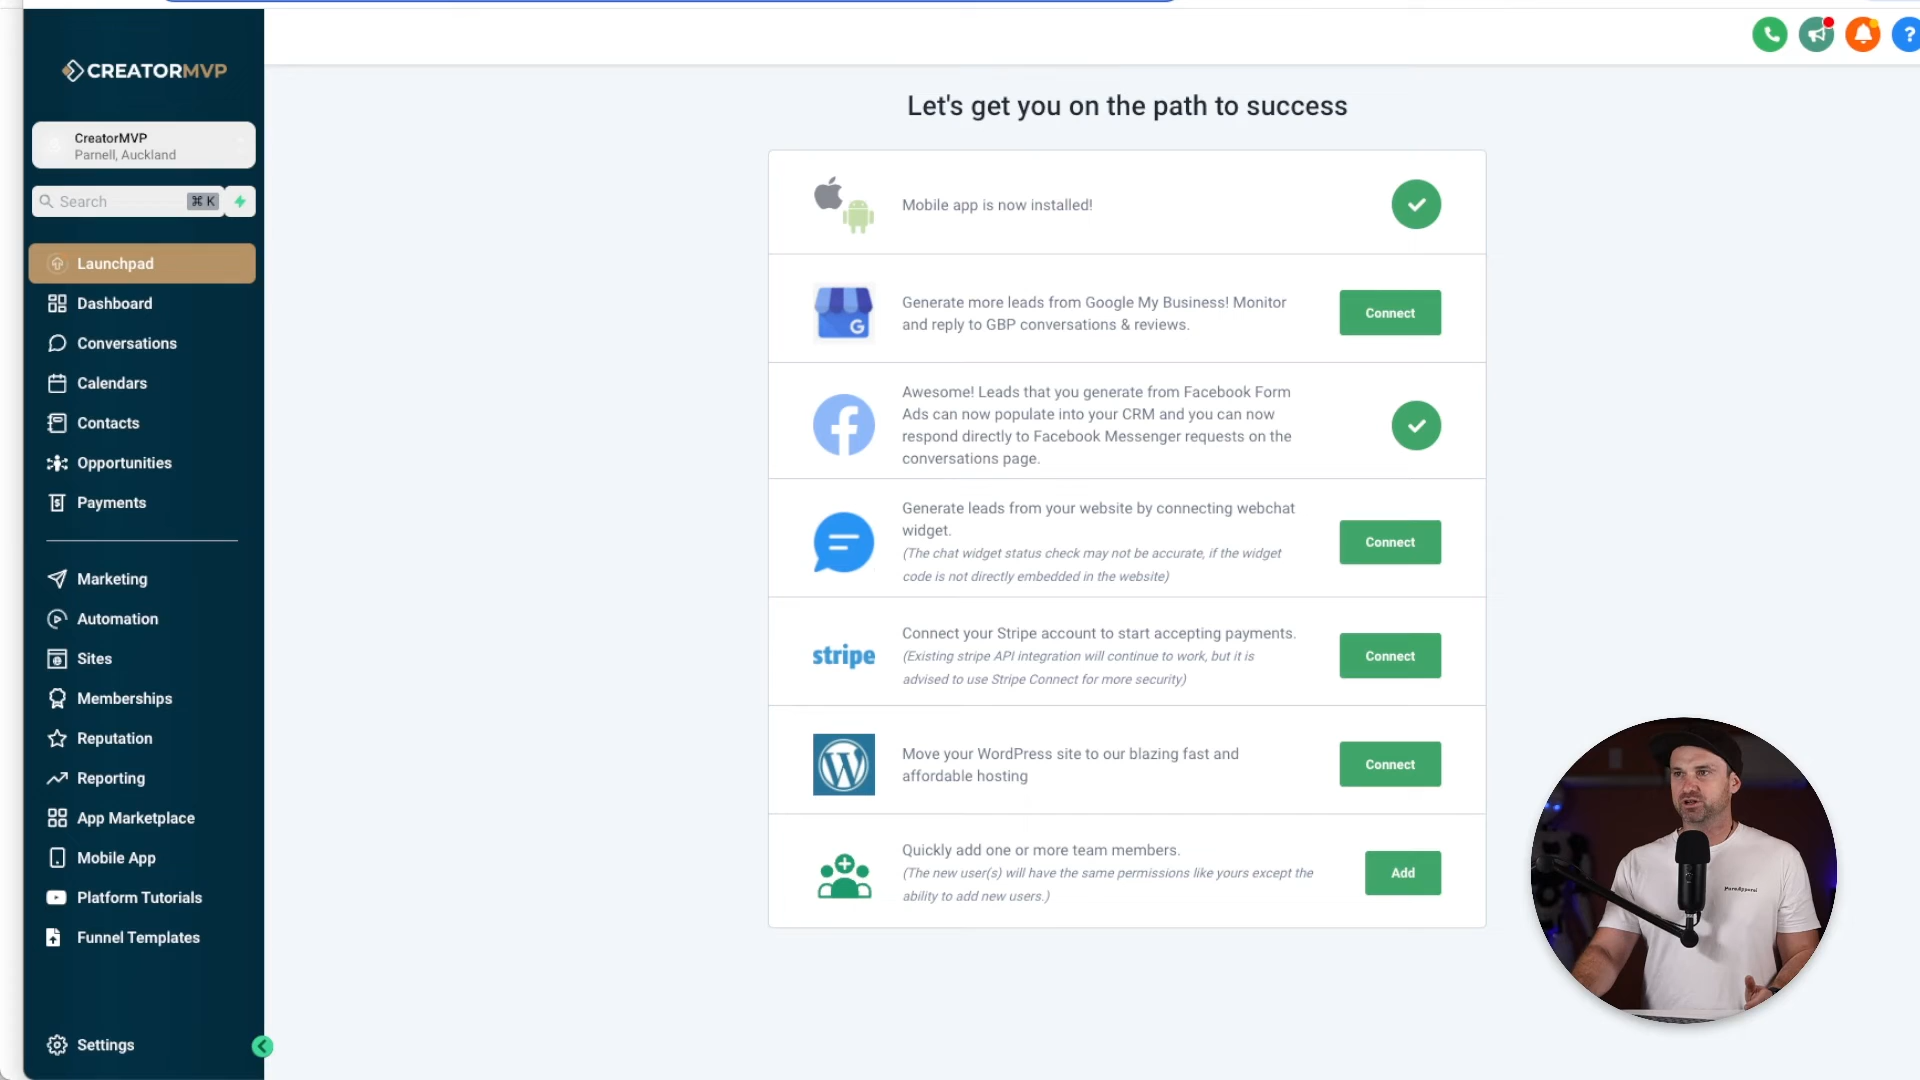 CREATORMVP
CreatorMVP
Parnell, Auckland
Search
⌘ K
Launchpad
Dashboard
Conversations
Calendars
Contacts
Opportunities
Payments
Marketing
Automation
Sites
Memberships
Reputation
Reporting
App Marketplace
Mobile App
Platform Tutorials
Funnel Templates
Settings
?
Let's get you on the path to success
Mobile app is now installed!
G
Generate more leads from Google My Business! Monitor
and reply to GBP conversations & reviews.
Connect
Awesome! Leads that you generate from Facebook Form
Ads can now populate into your CRM and you can now
respond directly to Facebook Messenger requests on the
conversations page.
Generate leads from your website by connecting webchat
widget.
(The chat widget status check may not be accurate, if the widget
code is not directly embedded in the website)
Connect
stripe
Connect your Stripe account to start accepting payments.
(Existing stripe API integration will continue to work, but it is
advised to use Stripe Connect for more security)
Connect
Move your WordPress site to our blazing fast and
affordable hosting
Connect
Quickly add one or more team members.
(The new user(s) will have the same permissions like yours except the
ability to add new users.)
Add